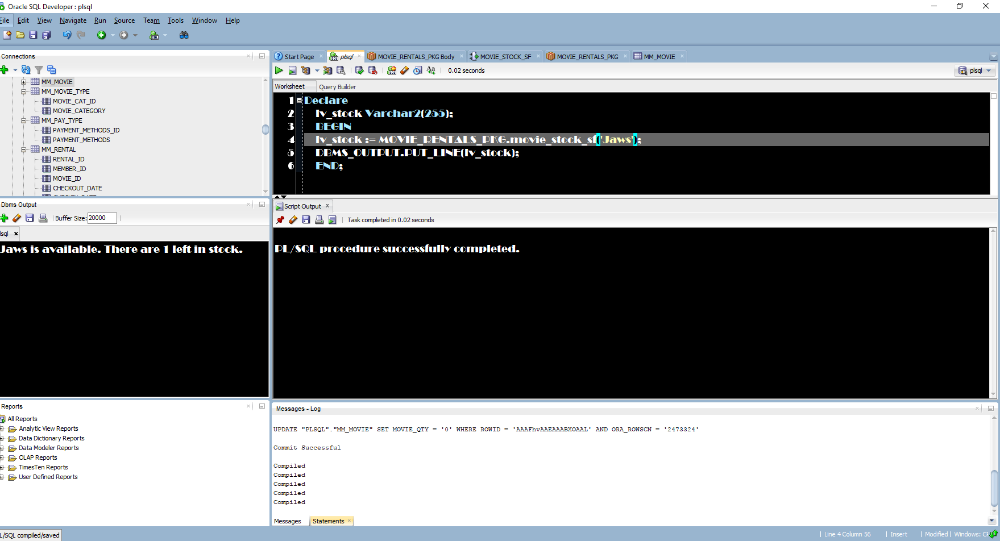 Oracle SQL Developer : plsql
File Edit View Navigate Run Source Team Tools Window Help
Connections
MM_MOVIE
MM_MOVIE_TYPE
MOVIE_CAT_ID
MOVIE_CATEGORY
MM_PAY_TYPE
PAYMENT_METHODS_ID
PAYMENT_METHODS
MM_RENTAL
RENTAL_ID
MEMBER_ID
MOVIE_ID
CHECKOUT_DATE
Dbms Output
Buffer Size: 20000
lsql
Jaws is available. There are 1 left in stock.
Reports
All Reports
Analytic View Reports
Data Dictionary Reports
Data Modeler Reports
OLAP Reports
TimesTen Reports
User Defined Reports
Start Page plsql MOVIE_RENTALS_PKG Body MOVIE_STOCK_SF MOVIE_RENTALS_PKG MM_MOVIE
0.02 seconds plsql
Worksheet Query Builder
1 Declare
2 lv_stock Varchar2(255);
3 BEGIN
4 lv_stock := MOVIE_RENTALS_PKG.movie_stock_sf('Jaws');
5 DBMS_OUTPUT.PUT_LINE(lv_stock);
6 END;
Script Output
Task completed in 0.02 seconds
PL/SQL procedure successfully completed.
Messages - Log
UPDATE "PLSQL"."MM_MOVIE" SET MOVIE_QTY = '0' WHERE ROWID = 'AAAFhvAAEAAABXOAAL' AND ORA_ROWSCN = '2473324'
Commit Successful
Compiled
Compiled
Compiled
Compiled
Compiled
Messages Statements
L/SQL compiled/saved
Line 4 Column 56 Insert Modified Windows: